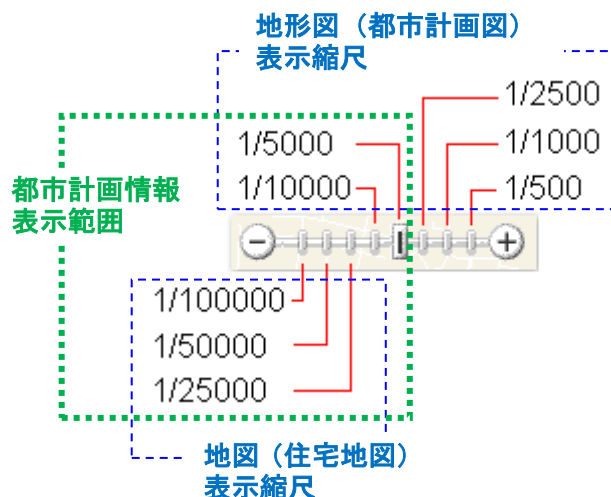 地形図（都市計画図）
表示縮尺
1/2500
1/5000
1/1000
1/10000
1/500
都市計画情報
表示範囲
1/100000
1/50000
1/25000
地図（住宅地図）
表示縮尺